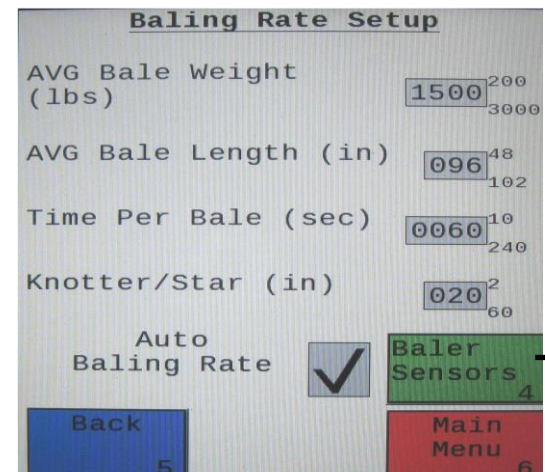 Baling Rate Setup
AVG Bale Weight
(lbs)
1500
200
3000
AVG Bale Length (in)
096
48
102
Time Per Bale (sec)
0060
10
240
Knotter/Star (in)
020
2
60
Auto
Baling Rate
Baler
Sensors
4
Back
5
Main
Menu
6